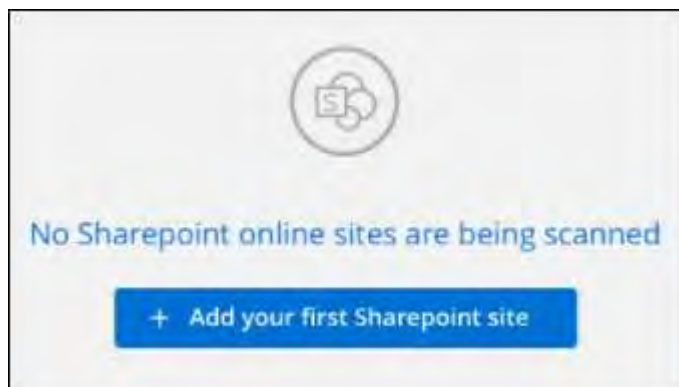 S
No Sharepoint online sites are being scanned
+ Add your first Sharepoint site